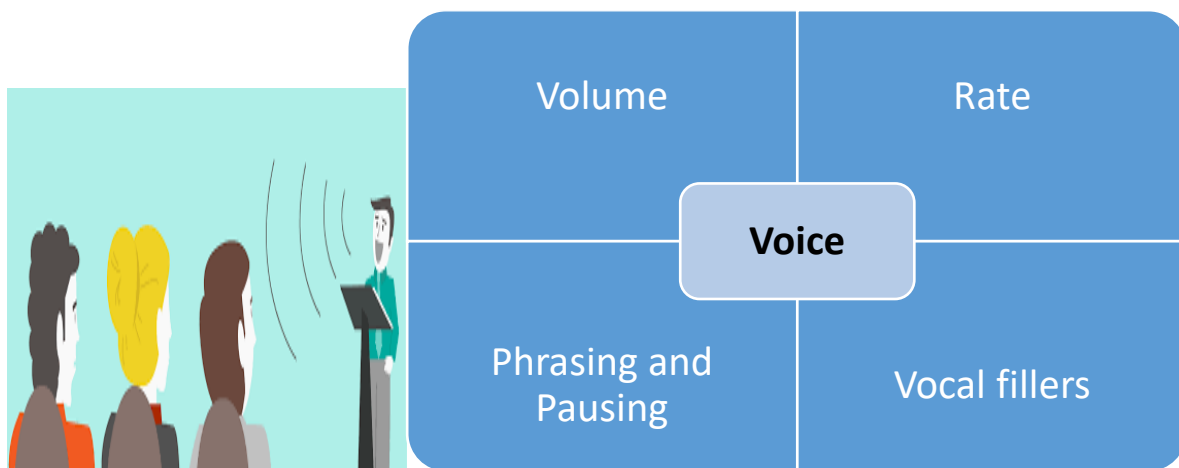 Volume
Rate
Voice
Phrasing and
Pausing
Vocal fillers